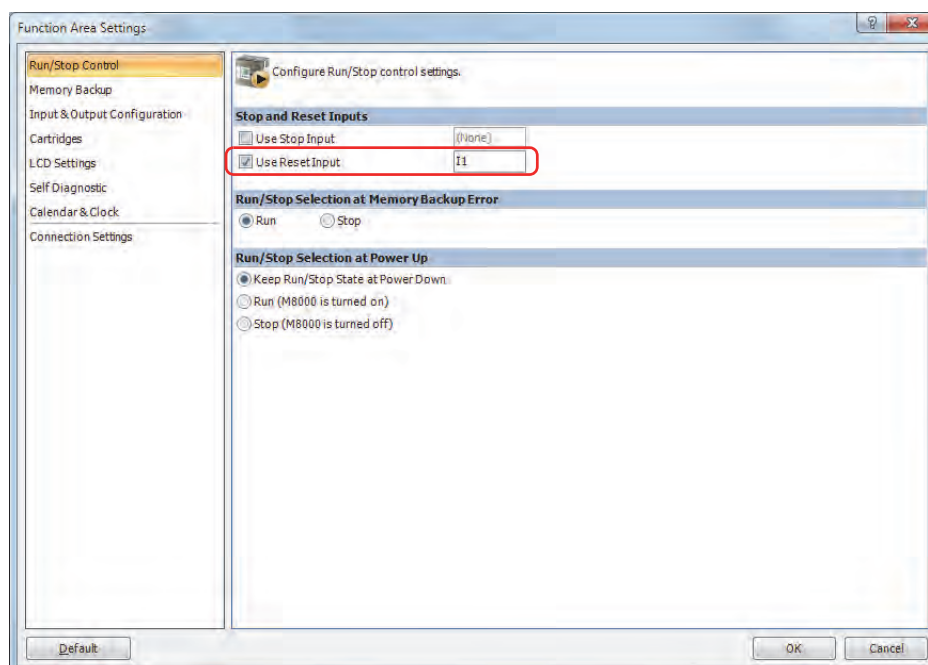 Function Area Settings
Run/Stop Control
Memory Backup
Input & Output Configuration
Cartridges
LCD Settings
Self Diagnostic
Calendar & Clock
Connection Settings
Configure Run/Stop control settings.
Stop and Reset Inputs
Use Stop Input (None)
Use Reset Input I1
Run/Stop Selection at Memory Backup Error
Run Stop
Run/Stop Selection at Power Up
Keep Run/Stop State at Power Down
Run (M8000 is turned on)
Stop (M8000 is turned off)
Default OK Cancel